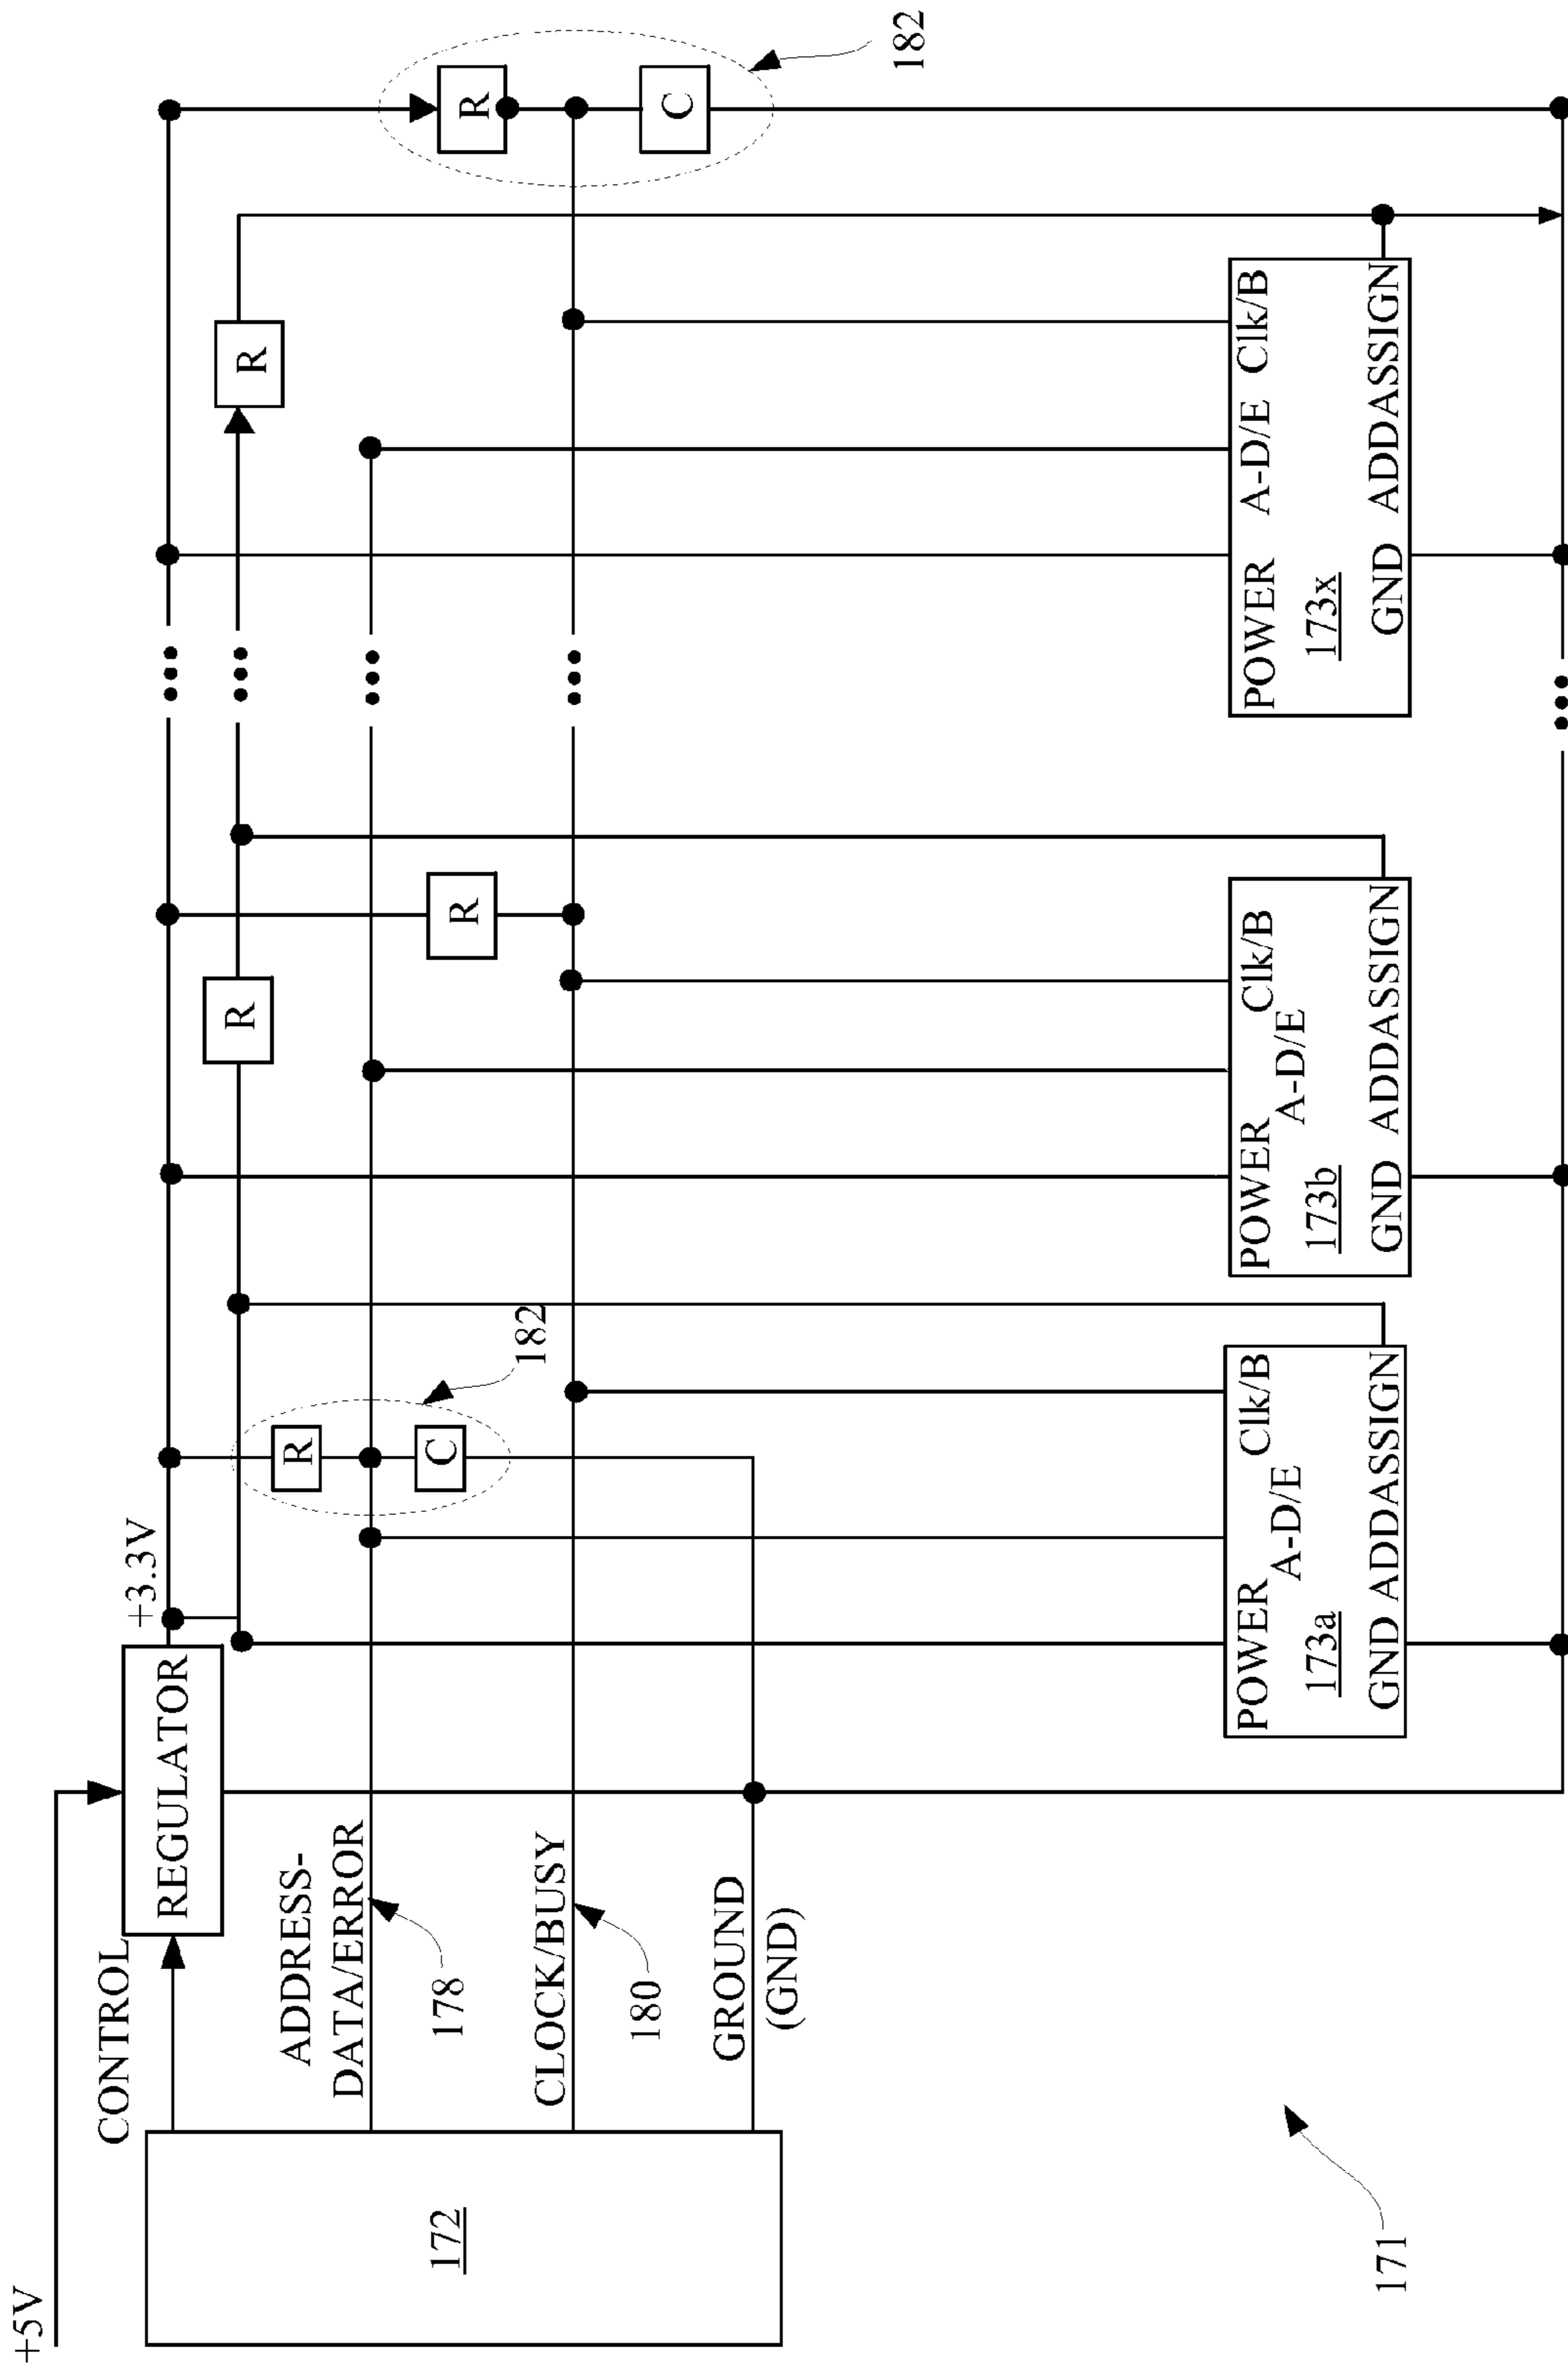 +5V
CONTROL
REGULATOR
+3.3V
172
ADDRESS-
DATA/ERROR
178
CLOCK/BUSY
180
GROUND
(GND)
R
C
182
R
R
R
R
C
182
POWER
A-D/E
Clk/B
173a
GND ADDASSIGN
POWER
A-D/E
Clk/B
173b
GND ADDASSIGN
POWER A-D/E Clk/B
173x
GND ADDASSIGN
171